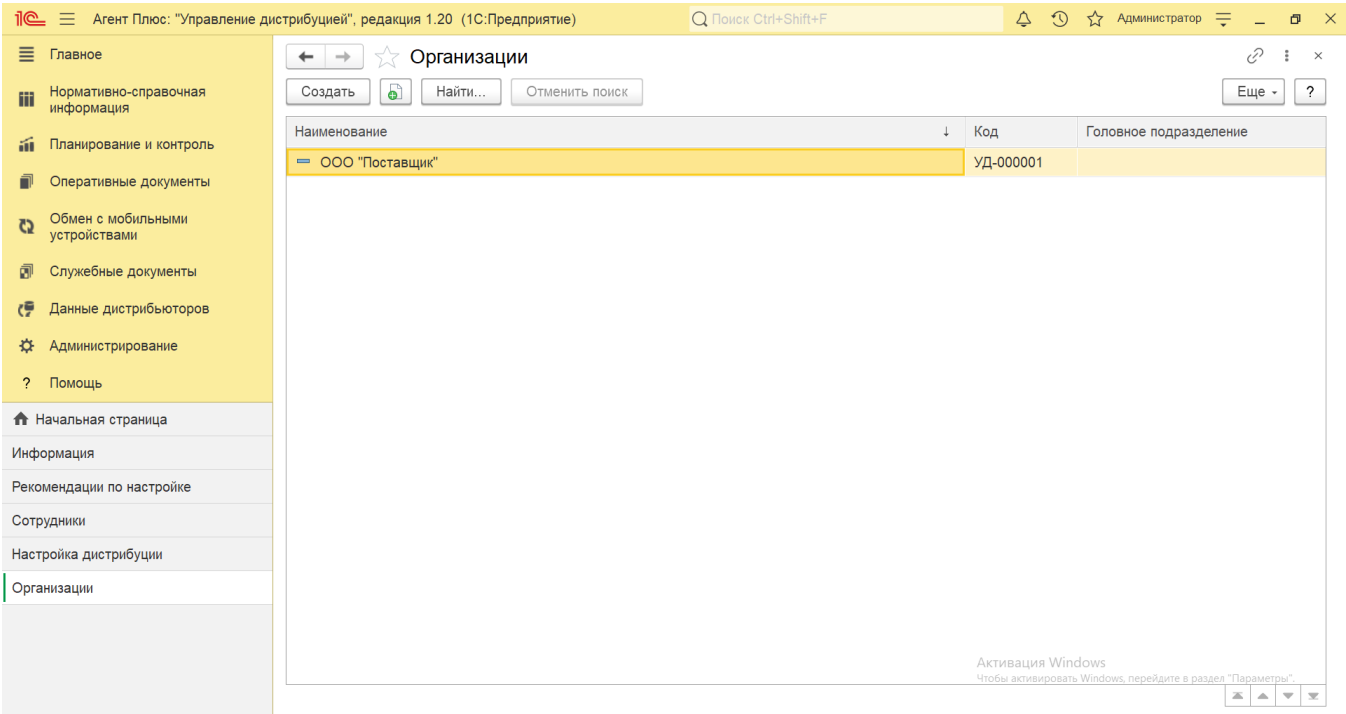 1С Агент Плюс: "Управление дистрибуцией", редакция 1.20 (1С:Предприятие) Поиск Ctrl+Shift+F Администратор
Главное
Нормативно-справочная
информация
Планирование и контроль
Оперативные документы
Обмен с мобильными
устройствами
Служебные документы
Данные дистрибьюторов
Администрирование
? Помощь
Начальная страница
Информация
Рекомендации по настройке
Сотрудники
Настройка дистрибуции
Организации
Организации
Создать Найти... Отменить поиск Еще ?
Наименование Код Головное подразделение
ООО "Поставщик" УД-000001
Активация Windows
Чтобы активировать Windows, перейдите в раздел "Параметры".